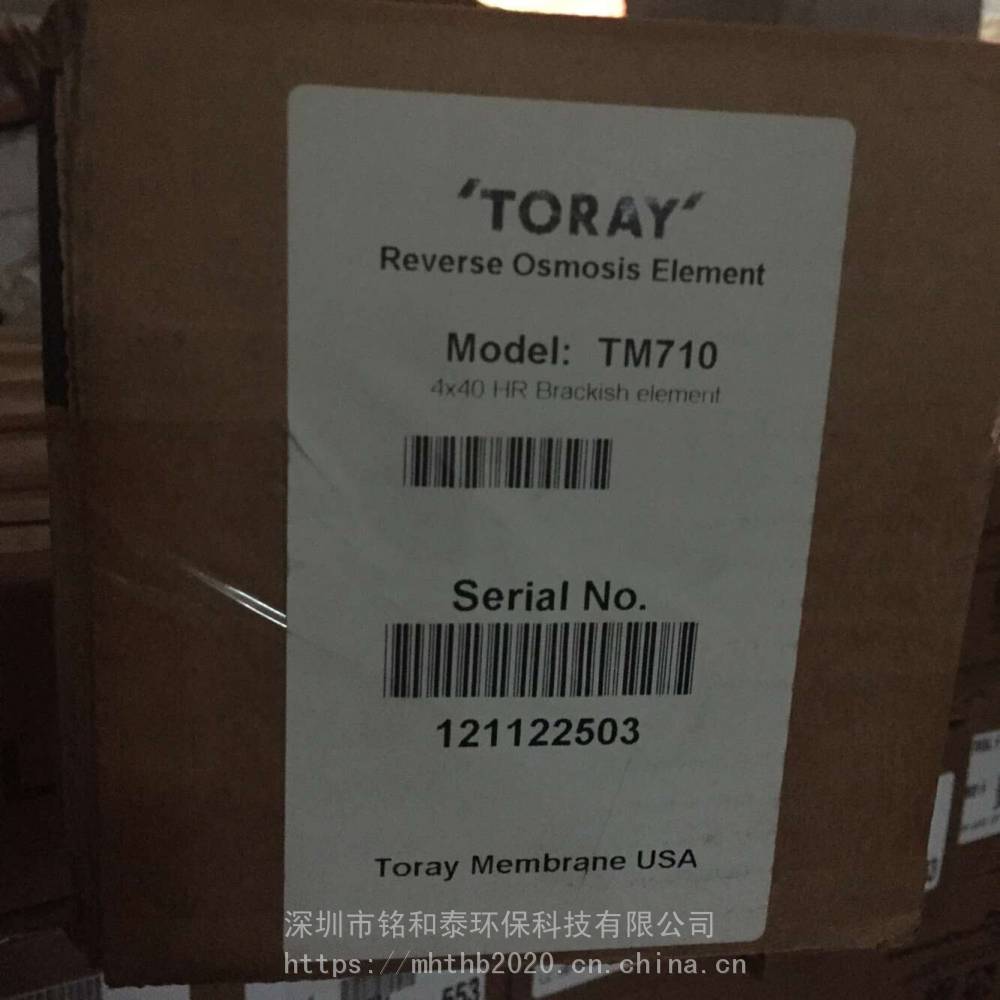 'TORAY'
Reverse Osmosis Element
Model: TM710
4x40 HR Brackish element
Serial No.
121122503
Toray Membrane USA
深圳市铭和泰环保科技有限公司
https://mhthb2020.cn.china.cn
553